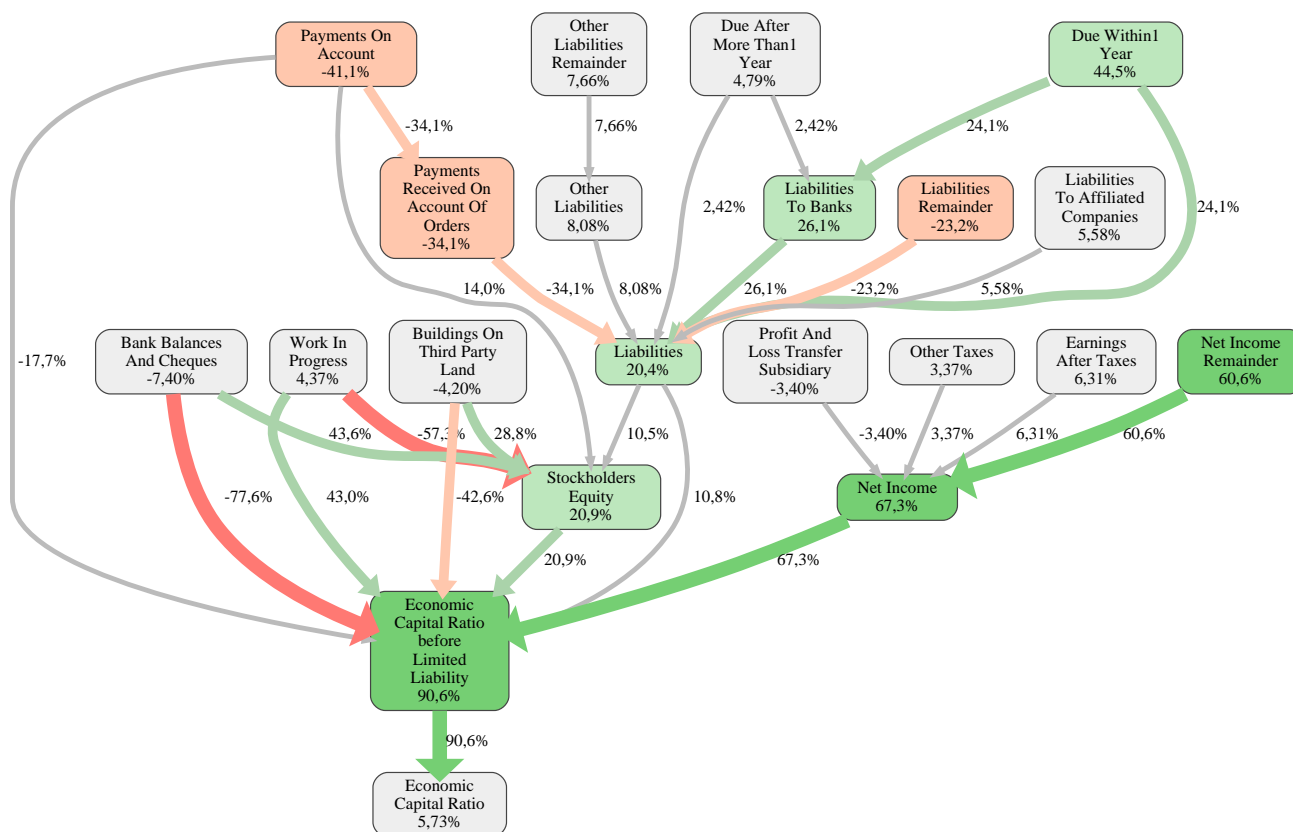 Payments On
Account
-41,1%
Other
Liabilities
Remainder
7,66%
Due After
More Than1
Year
4,79%
Due Within1
Year
44,5%
-34,1%
7,66%
2,42%
24,1%
Payments
Received On
Account Of
Orders
-34,1%
Other
Liabilities
8,08%
Liabilities
To Banks
26,1%
Liabilities
Remainder
-23,2%
Liabilities
To Affiliated
Companies
5,58%
2,42%
24,1%
14,0%
-34,1%
8,08%
26,1%
-23,2%
5,58%
-17,7%
Bank Balances
And Cheques
-7,40%
Work In
Progress
4,37%
Buildings On
Third Party
Land
-4,20%
Liabilities
20,4%
Profit And
Loss Transfer
Subsidiary
-3,40%
Other Taxes
3,37%
Earnings
After Taxes
6,31%
Net Income
Remainder
60,6%
43,6%
-57,3%
28,8%
10,5%
-3,40%
3,37%
6,31%
60,6%
-77,6%
43,0%
-42,6%
Stockholders
Equity
20,9%
10,8%
Net Income
67,3%
20,9%
67,3%
Economic
Capital Ratio
before
Limited
Liability
90,6%
90,6%
Economic
Capital Ratio
5,73%